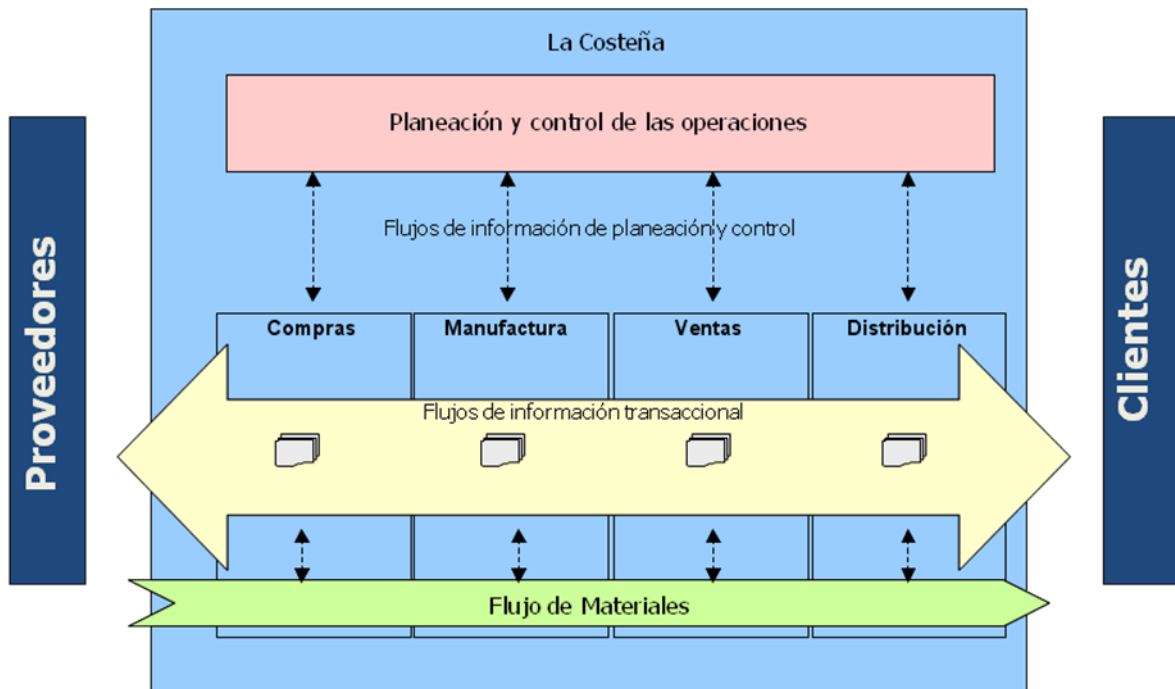 La Costeña
Planeación y control de las operaciones
Flujos de información de planeación y control
Proveedores
Clientes
Compras
Manufactura
Ventas
Distribución
Flujos de información transaccional
Flujo de Materiales